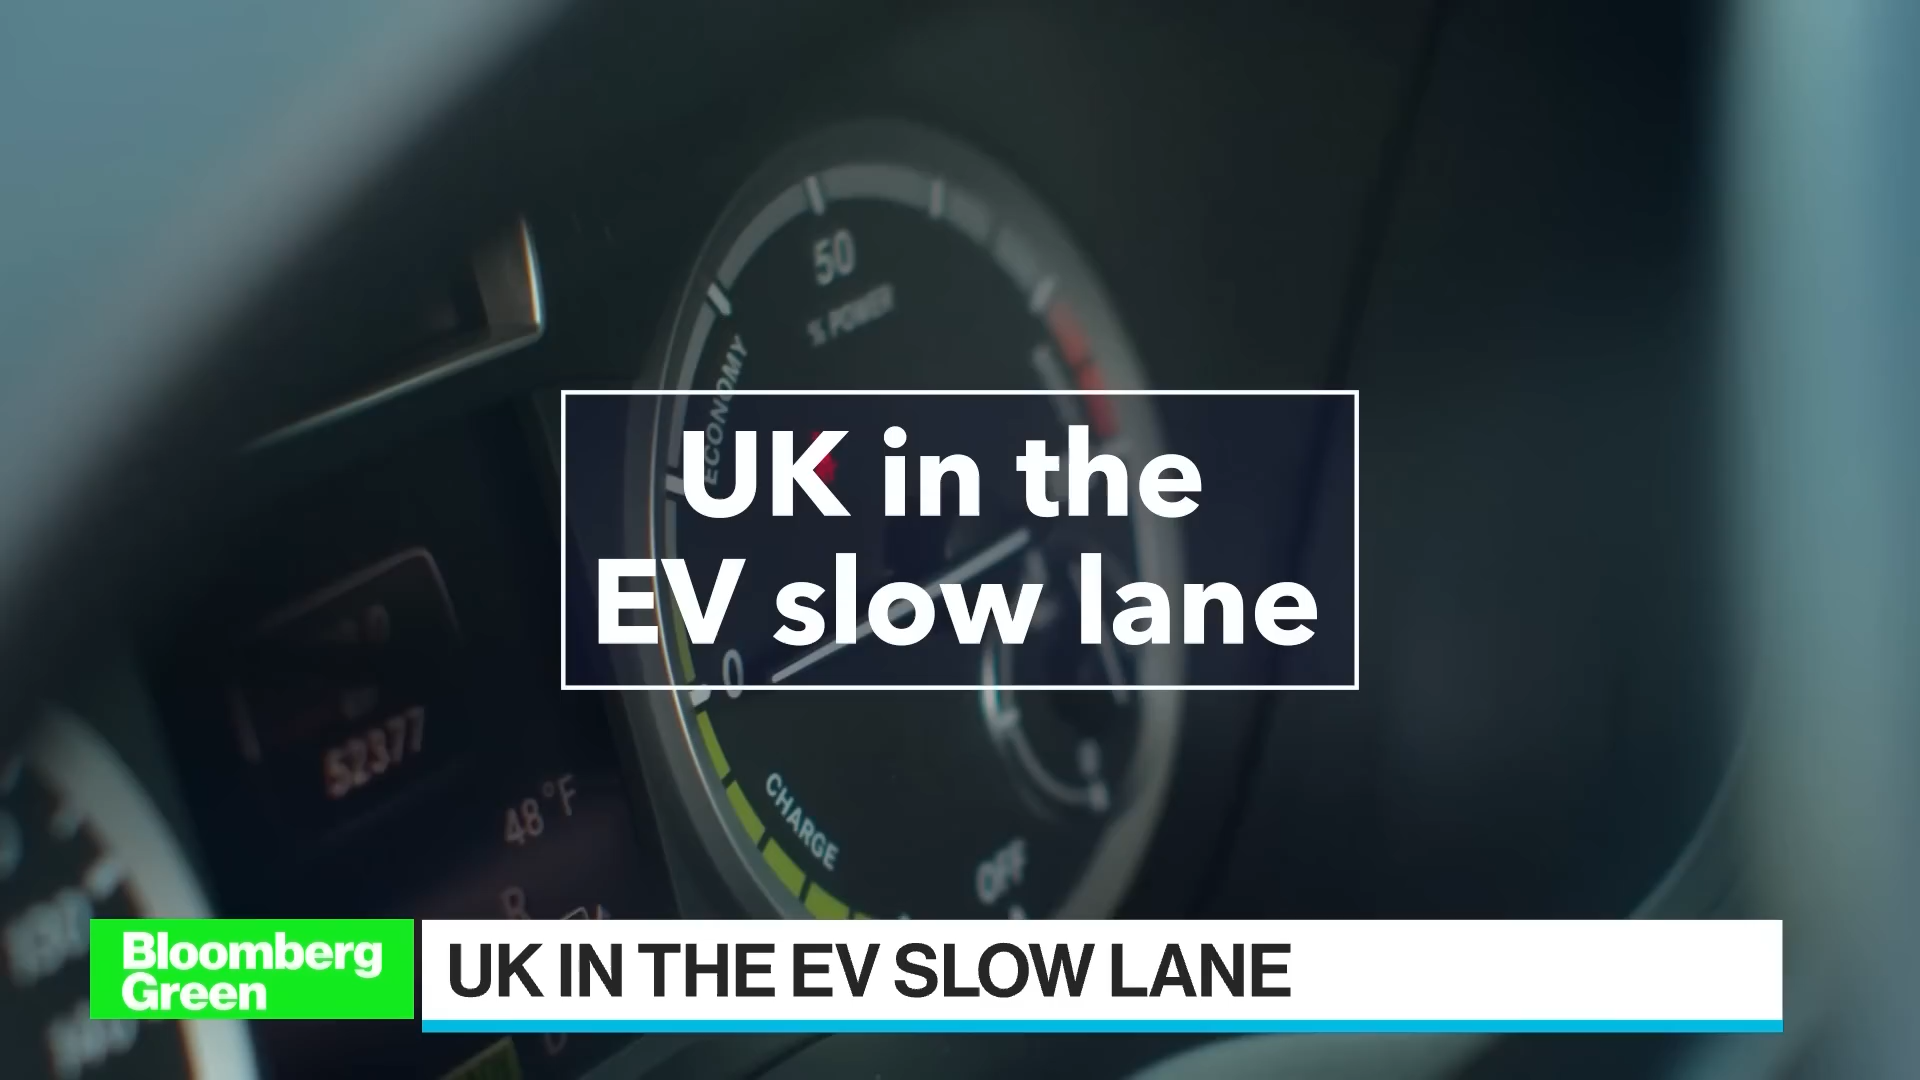 50
% POWER
ECONOMY
UK in the
EV slow lane
0
52377
48°F
CHARGE
OFF
Bloomberg
Green
UK IN THE EV SLOW LANE